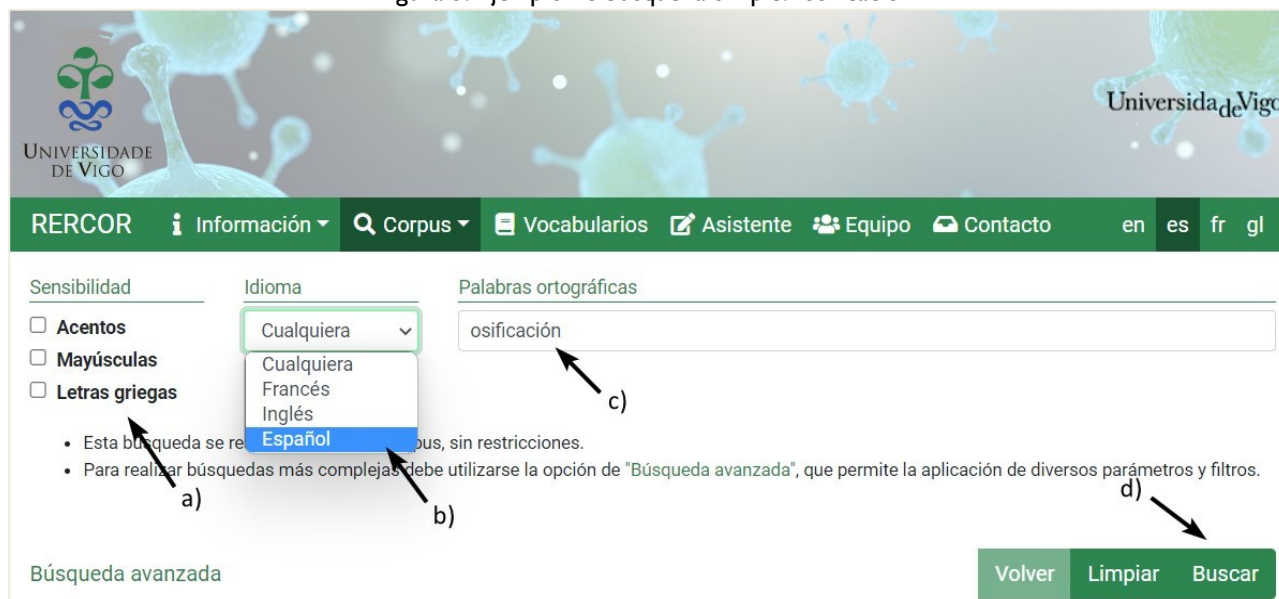 UNIVERSIDADE
DE VIGO
UniversidadeVigo
RERCOR Información Corpus Vocabularios Asistente Equipo Contacto en es fr gl
Sensibilidad Idioma Palabras ortográficas
Acentos Cualquiera osificación
Mayúsculas Cualquiera
Letras griegas Francés
Inglés
Español
c)
Esta búsqueda se re pus, sin restricciones.
Para realizar búsquedas más complejas debe utilizarse la opción de "Búsqueda avanzada", que permite la aplicación de diversos parámetros y filtros.
a) b) d)
Búsqueda avanzada Volver Limpiar Buscar